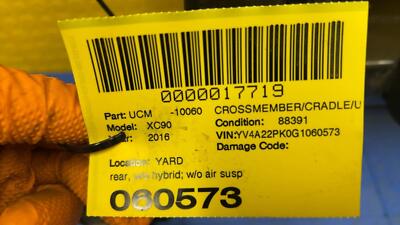 0000017719
Part: UCM -10060 CROSSMEMBER/CRADLE/U
Model: XC90 Condition: 88391
2016 VIN:YV4A22PK0G1060573
Damage Code:
Location: YARD
rear, hybrid; w/o air susp
060573